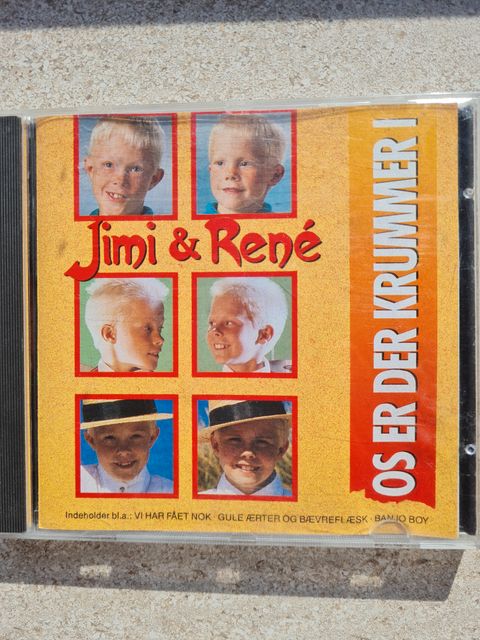 Jimi & René
OS ER DER KRUMMER I
Indeholder bl.a.: VI HAR FÅET NOK · GULE ÆRTER OG BÆVREFLÆSK · BANJO BOY